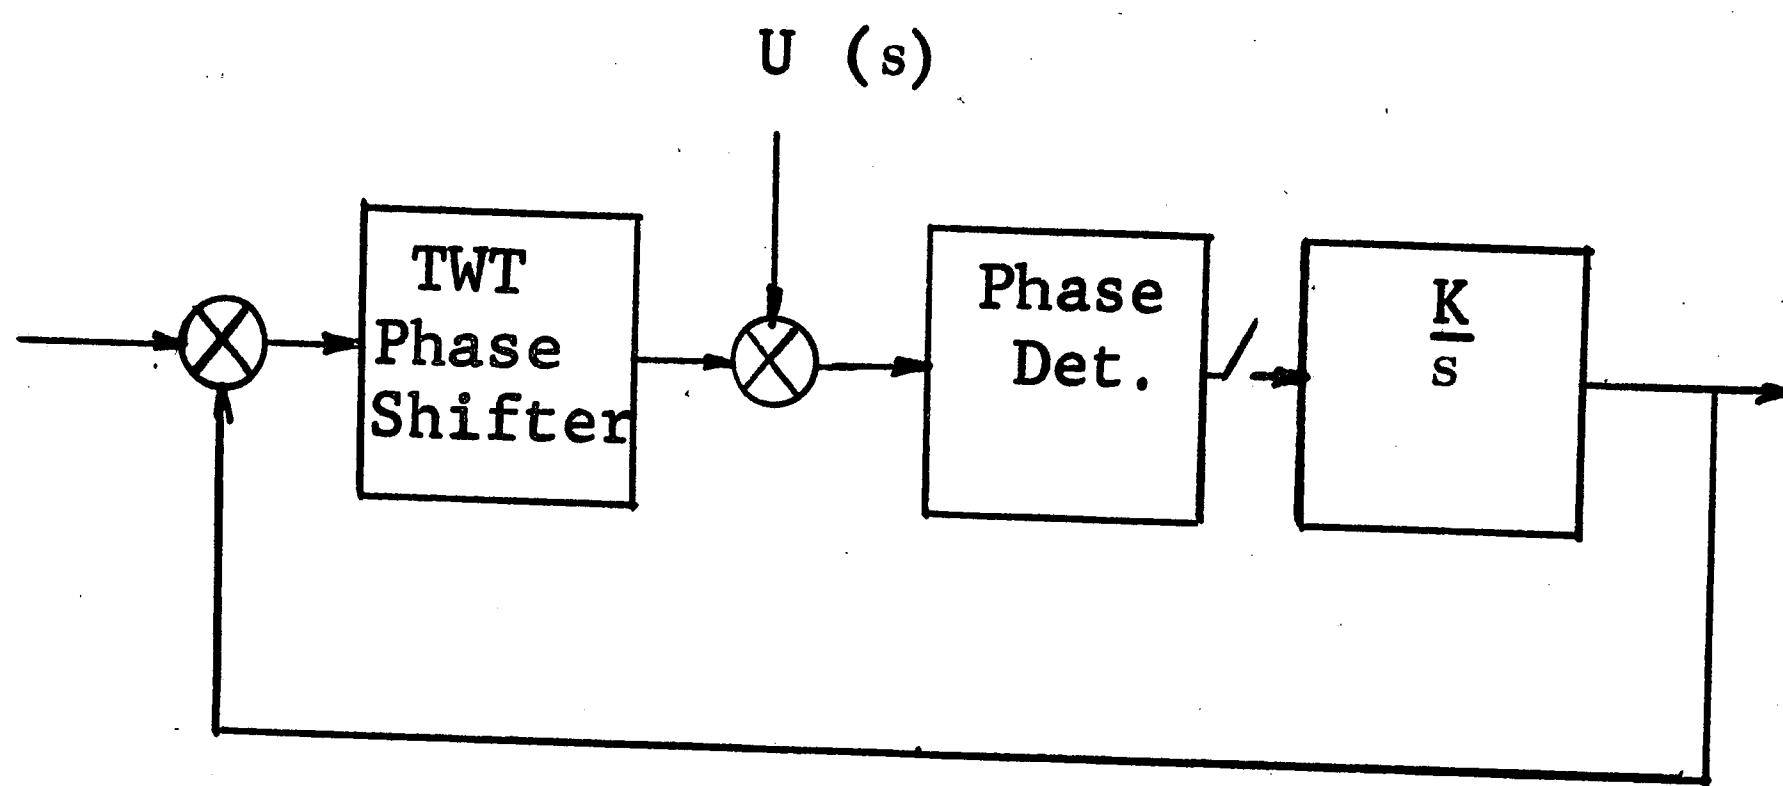 U (s)
TWT
Phase
Shifter
Phase
Det.
K
s